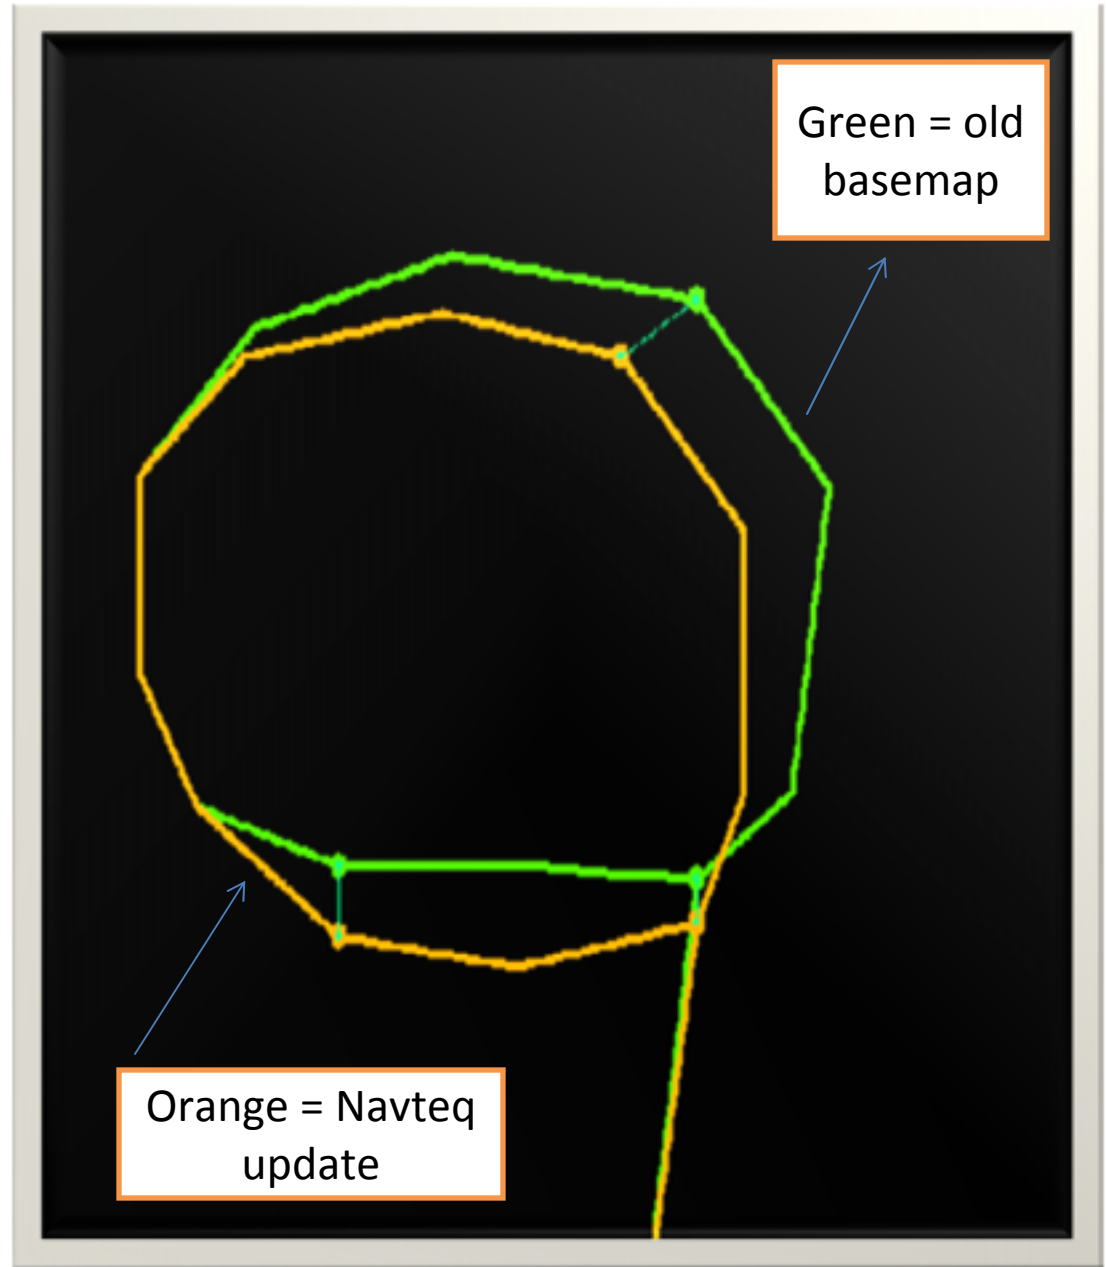 Green = old
basemap
Orange = Navteq
update